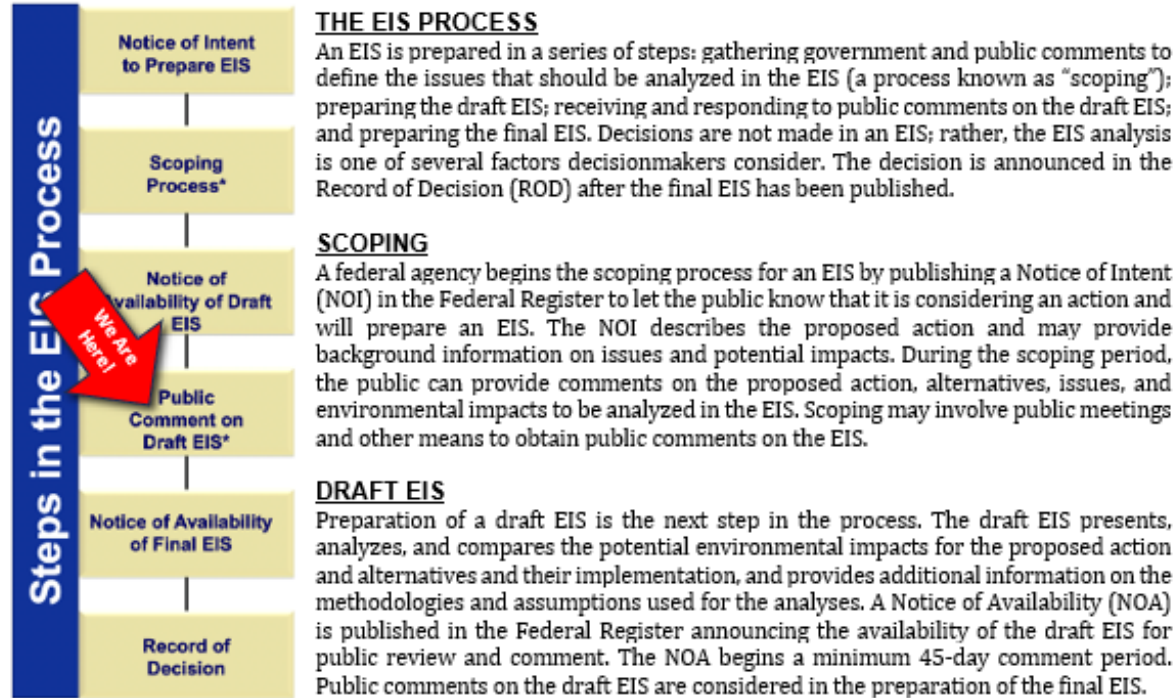 Steps in the EIS Process
Notice of Intent
to Prepare EIS
Scoping
Process*
Notice of
Availability of Draft
EIS
We Are
Here!
Public
Comment on
Draft EIS*
Notice of Availability
of Final EIS
Record of
Decision
THE EIS PROCESS
An EIS is prepared in a series of steps: gathering government and public comments to
define the issues that should be analyzed in the EIS (a process known as “scoping”);
preparing the draft EIS; receiving and responding to public comments on the draft EIS;
and preparing the final EIS. Decisions are not made in an EIS; rather, the EIS analysis
is one of several factors decisionmakers consider. The decision is announced in the
Record of Decision (ROD) after the final EIS has been published.
SCOPING
A federal agency begins the scoping process for an EIS by publishing a Notice of Intent
(NOI) in the Federal Register to let the public know that it is considering an action and
will prepare an EIS. The NOI describes the proposed action and may provide
background information on issues and potential impacts. During the scoping period,
the public can provide comments on the proposed action, alternatives, issues, and
environmental impacts to be analyzed in the EIS. Scoping may involve public meetings
and other means to obtain public comments on the EIS.
DRAFT EIS
Preparation of a draft EIS is the next step in the process. The draft EIS presents,
analyzes, and compares the potential environmental impacts for the proposed action
and alternatives and their implementation, and provides additional information on the
methodologies and assumptions used for the analyses. A Notice of Availability (NOA)
is published in the Federal Register announcing the availability of the draft EIS for
public review and comment. The NOA begins a minimum 45-day comment period.
Public comments on the draft EIS are considered in the preparation of the final EIS.